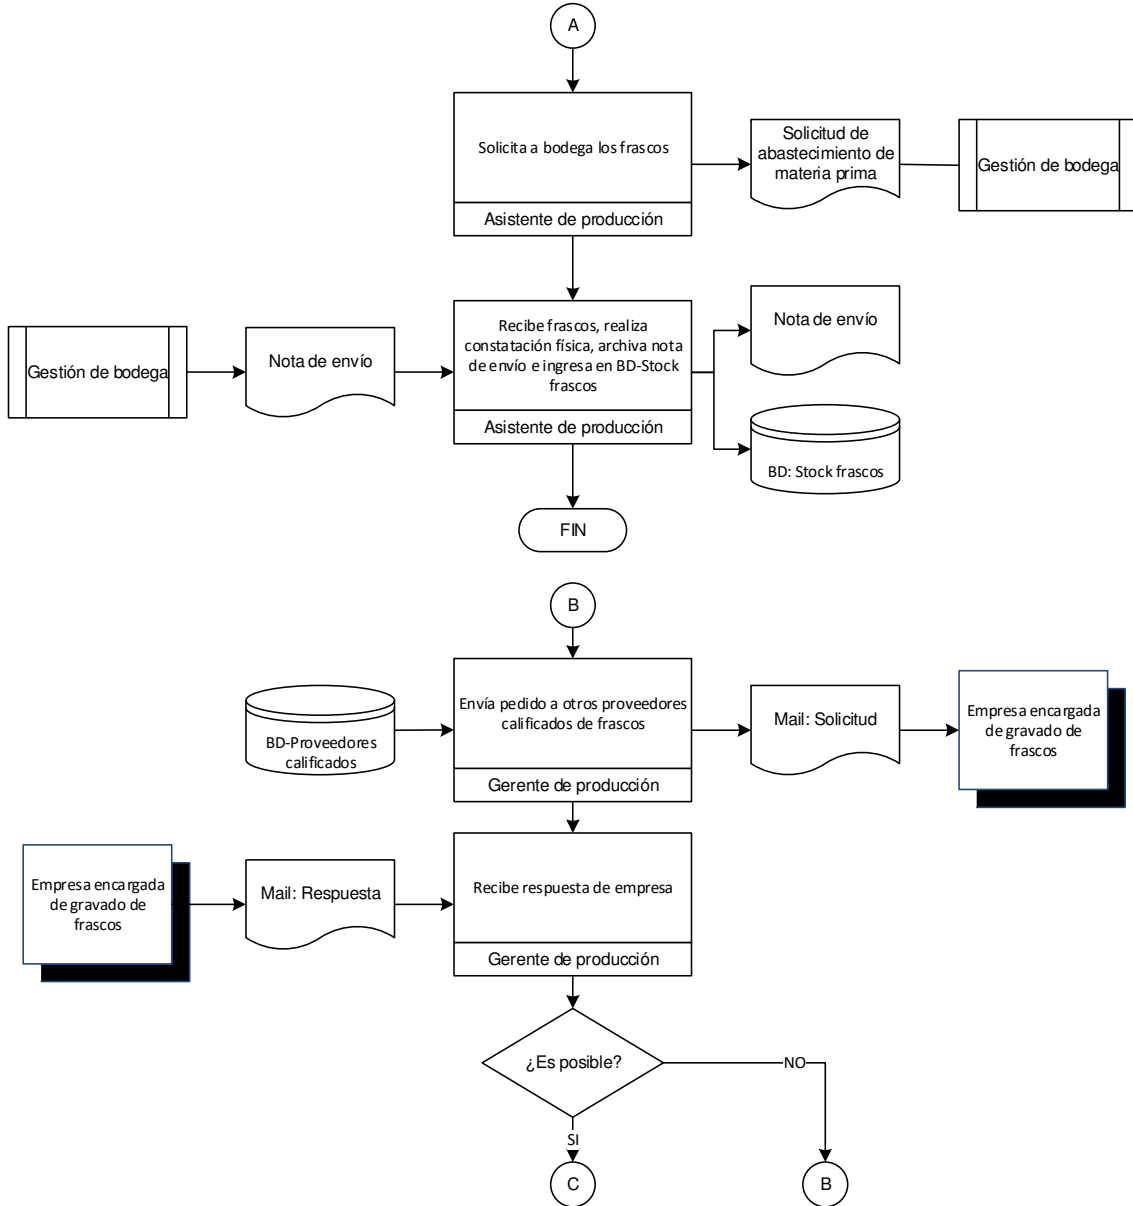 A
Solicita a bodega los frascos
Asistente de producción
Solicitud de
abastecimiento de
materia prima
Gestión de bodega
Gestión de bodega
Nota de envío
Recibe frascos, realiza
constatación física, archiva nota
de envío e ingresa en BD-Stock
frascos
Asistente de producción
Nota de envío
BD: Stock frascos
FIN
B
BD-Proveedores
calificados
Envía pedido a otros proveedores
calificados de frascos
Gerente de producción
Mail: Solicitud
Empresa encargada
de gravado de
frascos
Empresa encargada
de gravado de
frascos
Mail: Respuesta
Recibe respuesta de empresa
Gerente de producción
¿Es posible?
NO
SI
C
B